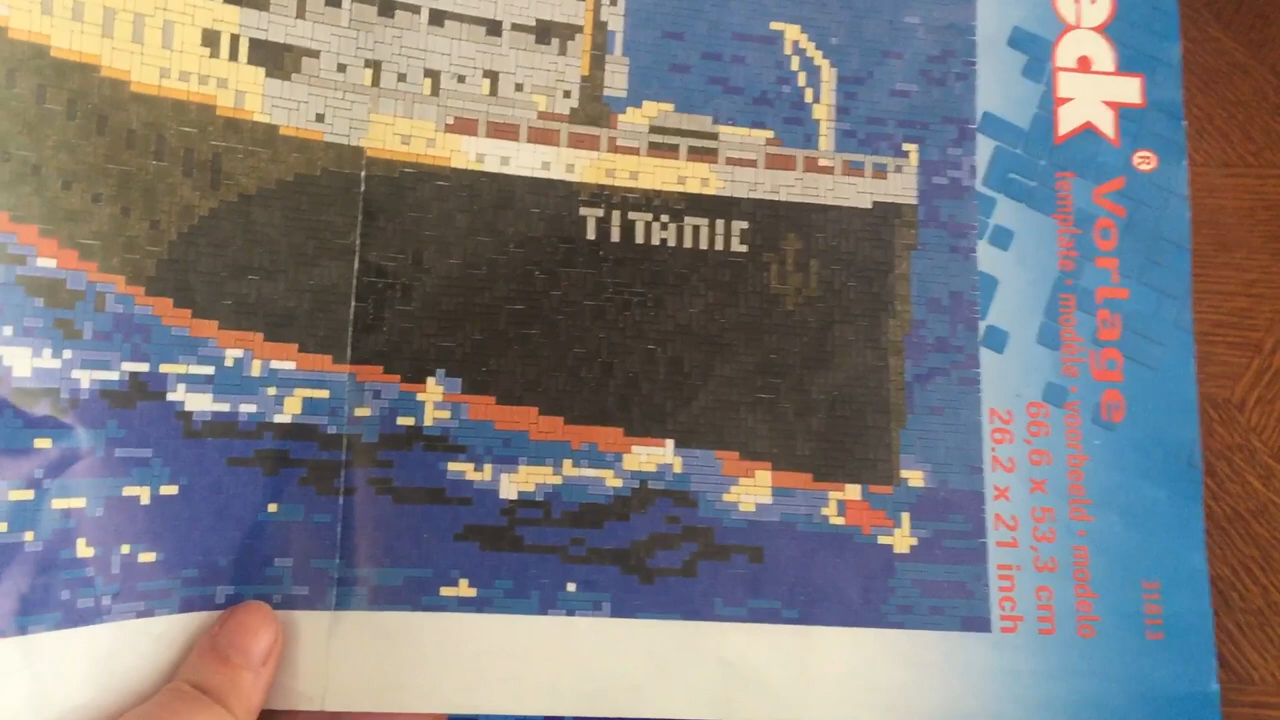 TITANIC
eck®
Vorlage
template • modèle • voorbeeld • modelo
66,6 x 53,3 cm
26.2 x 21 inch
31813